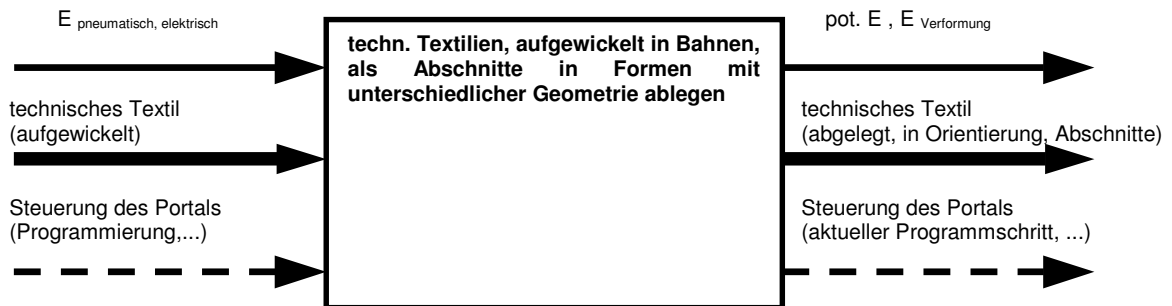 E pneumatisch, elektrisch
technisches Textil
(aufgewickelt)
Steuerung des Portals
(Programmierung,...)
techn. Textilien, aufgewickelt in Bahnen,
als Abschnitte in Formen mit
unterschiedlicher Geometrie ablegen
pot. E , E Verformung
technisches Textil
(abgelegt, in Orientierung, Abschnitte)
Steuerung des Portals
(aktueller Programmschritt, ...)